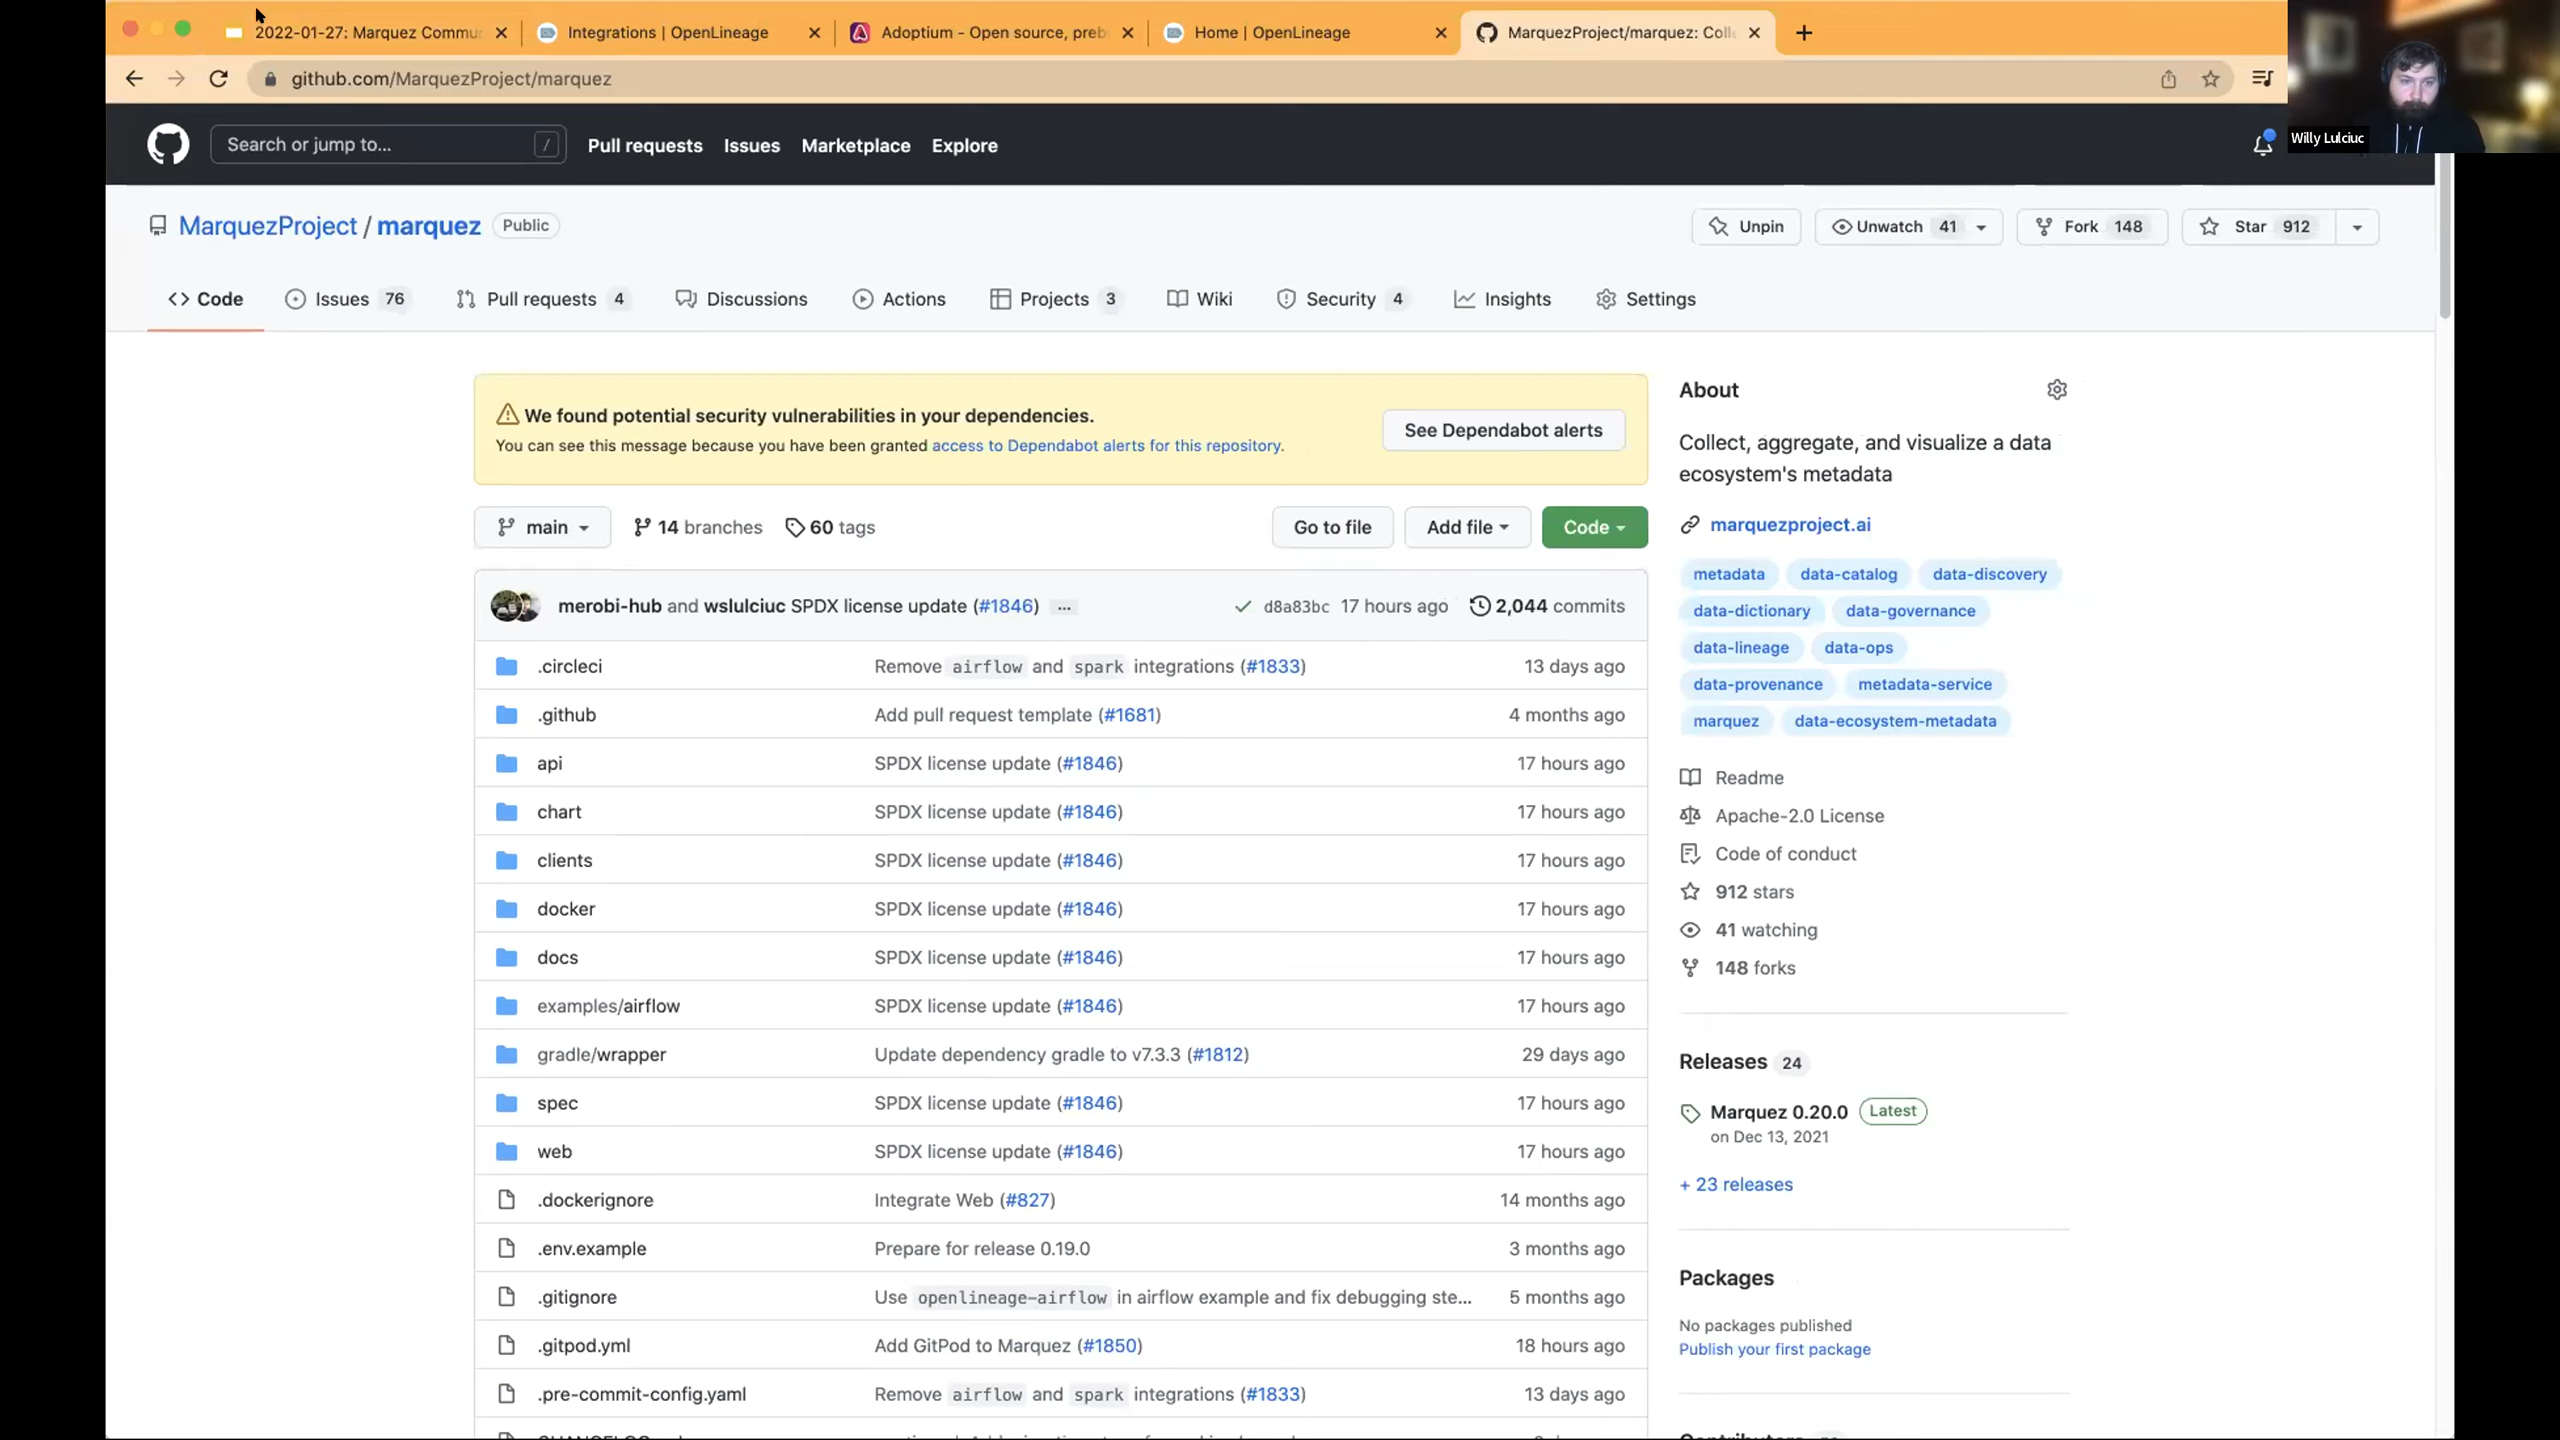 2022-01-27: Marquez Commu
Integrations | OpenLineage
Adoptium - Open source, preb
Home | OpenLineage
MarquezProject/marquez: Coll
github.com/MarquezProject/marquez
Willy Lulciuc
Search or jump to... /
Pull requests Issues Marketplace Explore
MarquezProject / marquez Public
Unpin Unwatch 41 Fork 148 Star 912
Code Issues 76 Pull requests 4 Discussions Actions Projects 3 Wiki Security 4 Insights Settings
We found potential security vulnerabilities in your dependencies.
You can see this message because you have been granted access to Dependabot alerts for this repository.
See Dependabot alerts
main 14 branches 60 tags Go to file Add file Code
merobi-hub and wslulciuc SPDX license update (#1846) ... d8a83bc 17 hours ago 2,044 commits
.circleci Remove airflow and spark integrations (#1833) 13 days ago
.github Add pull request template (#1681) 4 months ago
api SPDX license update (#1846) 17 hours ago
chart SPDX license update (#1846) 17 hours ago
clients SPDX license update (#1846) 17 hours ago
docker SPDX license update (#1846) 17 hours ago
docs SPDX license update (#1846) 17 hours ago
examples/airflow SPDX license update (#1846) 17 hours ago
gradle/wrapper Update dependency gradle to v7.3.3 (#1812) 29 days ago
spec SPDX license update (#1846) 17 hours ago
web SPDX license update (#1846) 17 hours ago
.dockerignore Integrate Web (#827) 14 months ago
.env.example Prepare for release 0.19.0 3 months ago
.gitignore Use openlineage-airflow in airflow example and fix debugging ste... 5 months ago
.gitpod.yml Add GitPod to Marquez (#1850) 18 hours ago
.pre-commit-config.yaml Remove airflow and spark integrations (#1833) 13 days ago
About
Collect, aggregate, and visualize a data
ecosystem's metadata
marquezproject.ai
metadata data-catalog data-discovery
data-dictionary data-governance
data-lineage data-ops
data-provenance metadata-service
marquez data-ecosystem-metadata
Readme
Apache-2.0 License
Code of conduct
912 stars
41 watching
148 forks
Releases 24
Marquez 0.20.0 Latest
on Dec 13, 2021
+ 23 releases
Packages
No packages published
Publish your first package